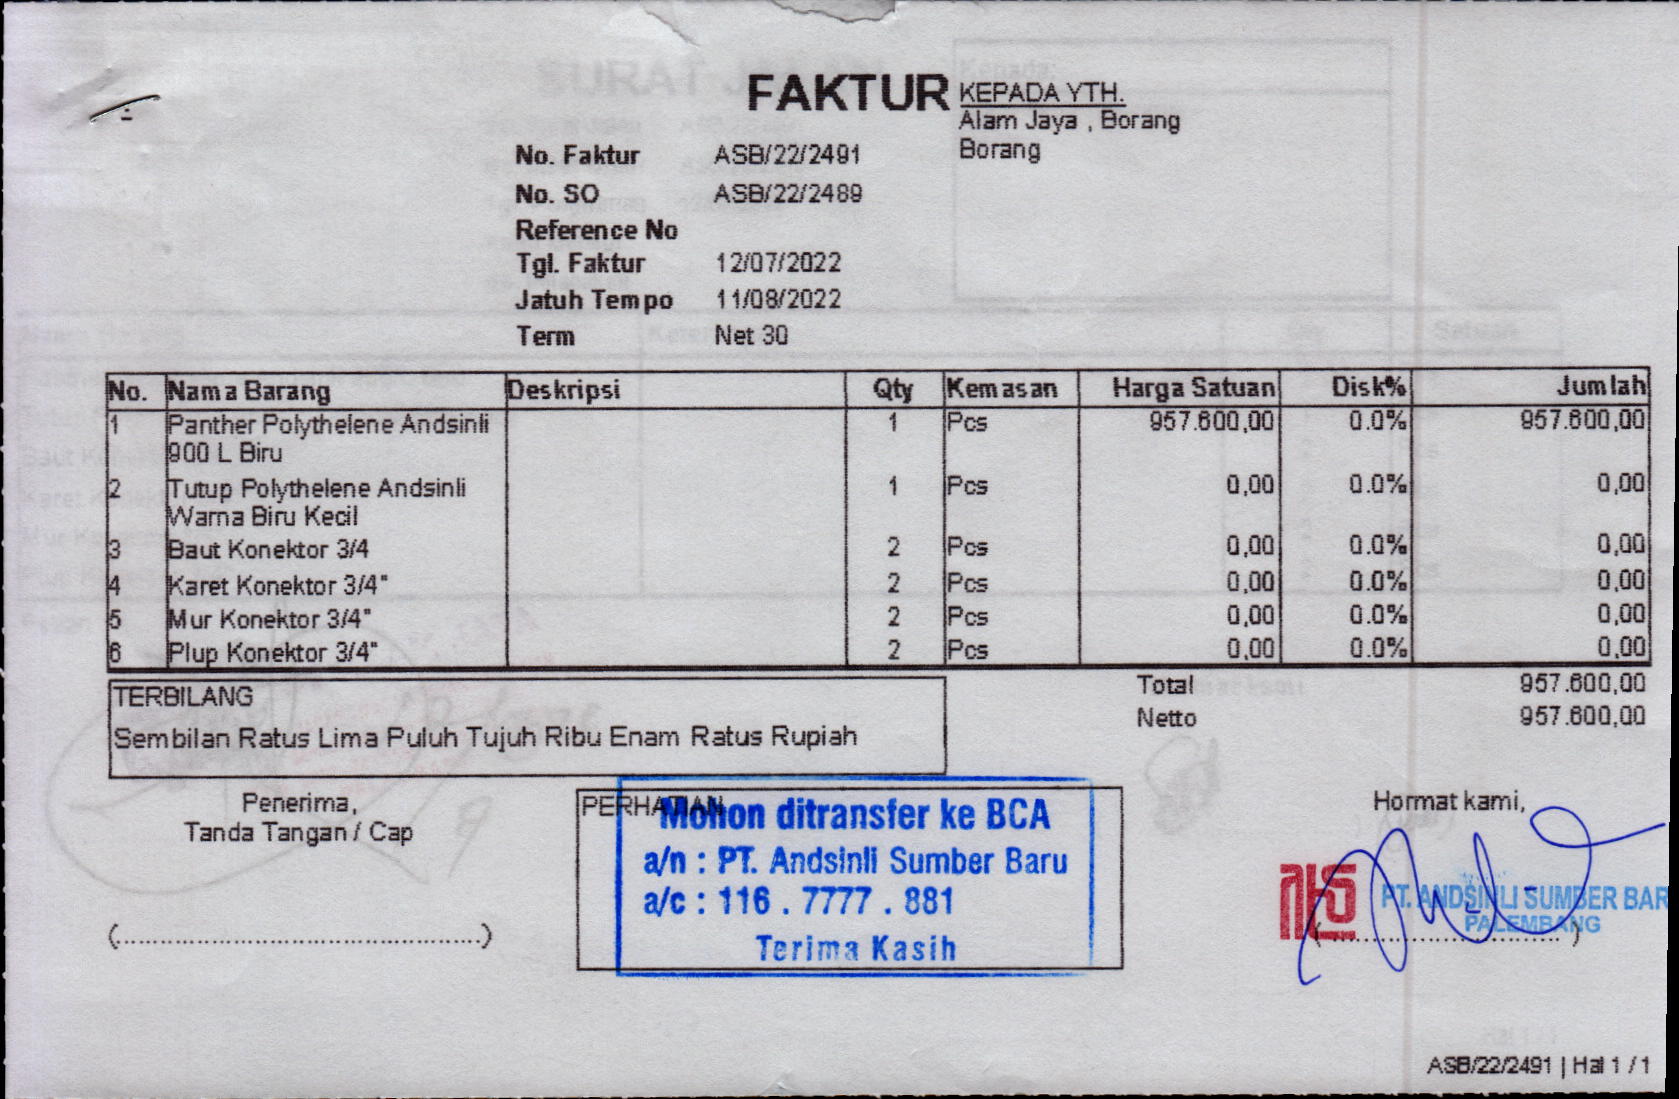 FAKTUR
KEPADA YTH.
Alam Jaya , Borang
Borang
No. Faktur ASB/22/2491
No. SO ASB/22/2489
Reference No
Tgl. Faktur 12/07/2022
Jatuh Tempo 11/08/2022
Term Net 30
No. Nama Barang Deskripsi Qty Kemasan Harga Satuan Disk% Jumlah
1 Panther Polythelene Andsinli 1 Pcs 957.600,00 0.0% 957.600,00
900 L Biru
2 Tutup Polythelene Andsinli 1 Pcs 0,00 0.0% 0,00
Warna Biru Kecil
3 Baut Konektor 3/4 2 Pcs 0,00 0.0% 0,00
4 Karet Konektor 3/4" 2 Pcs 0,00 0.0% 0,00
5 Mur Konektor 3/4" 2 Pcs 0,00 0.0% 0,00
6 Plup Konektor 3/4" 2 Pcs 0,00 0.0% 0,00
Total 957.600,00
Netto 957.600,00
TERBILANG
Sembilan Ratus Lima Puluh Tujuh Ribu Enam Ratus Rupiah
Penerima,
Tanda Tangan / Cap
(................................................)
PERHATIAN
Mohon ditransfer ke BCA
a/n : PT. Andsinli Sumber Baru
a/c : 116 . 7777 . 881
Terima Kasih
Hormat kami,
PT. ANDSINLI SUMBER BAR
PALEMBANG
ASB/22/2491 | Hal 1 / 1